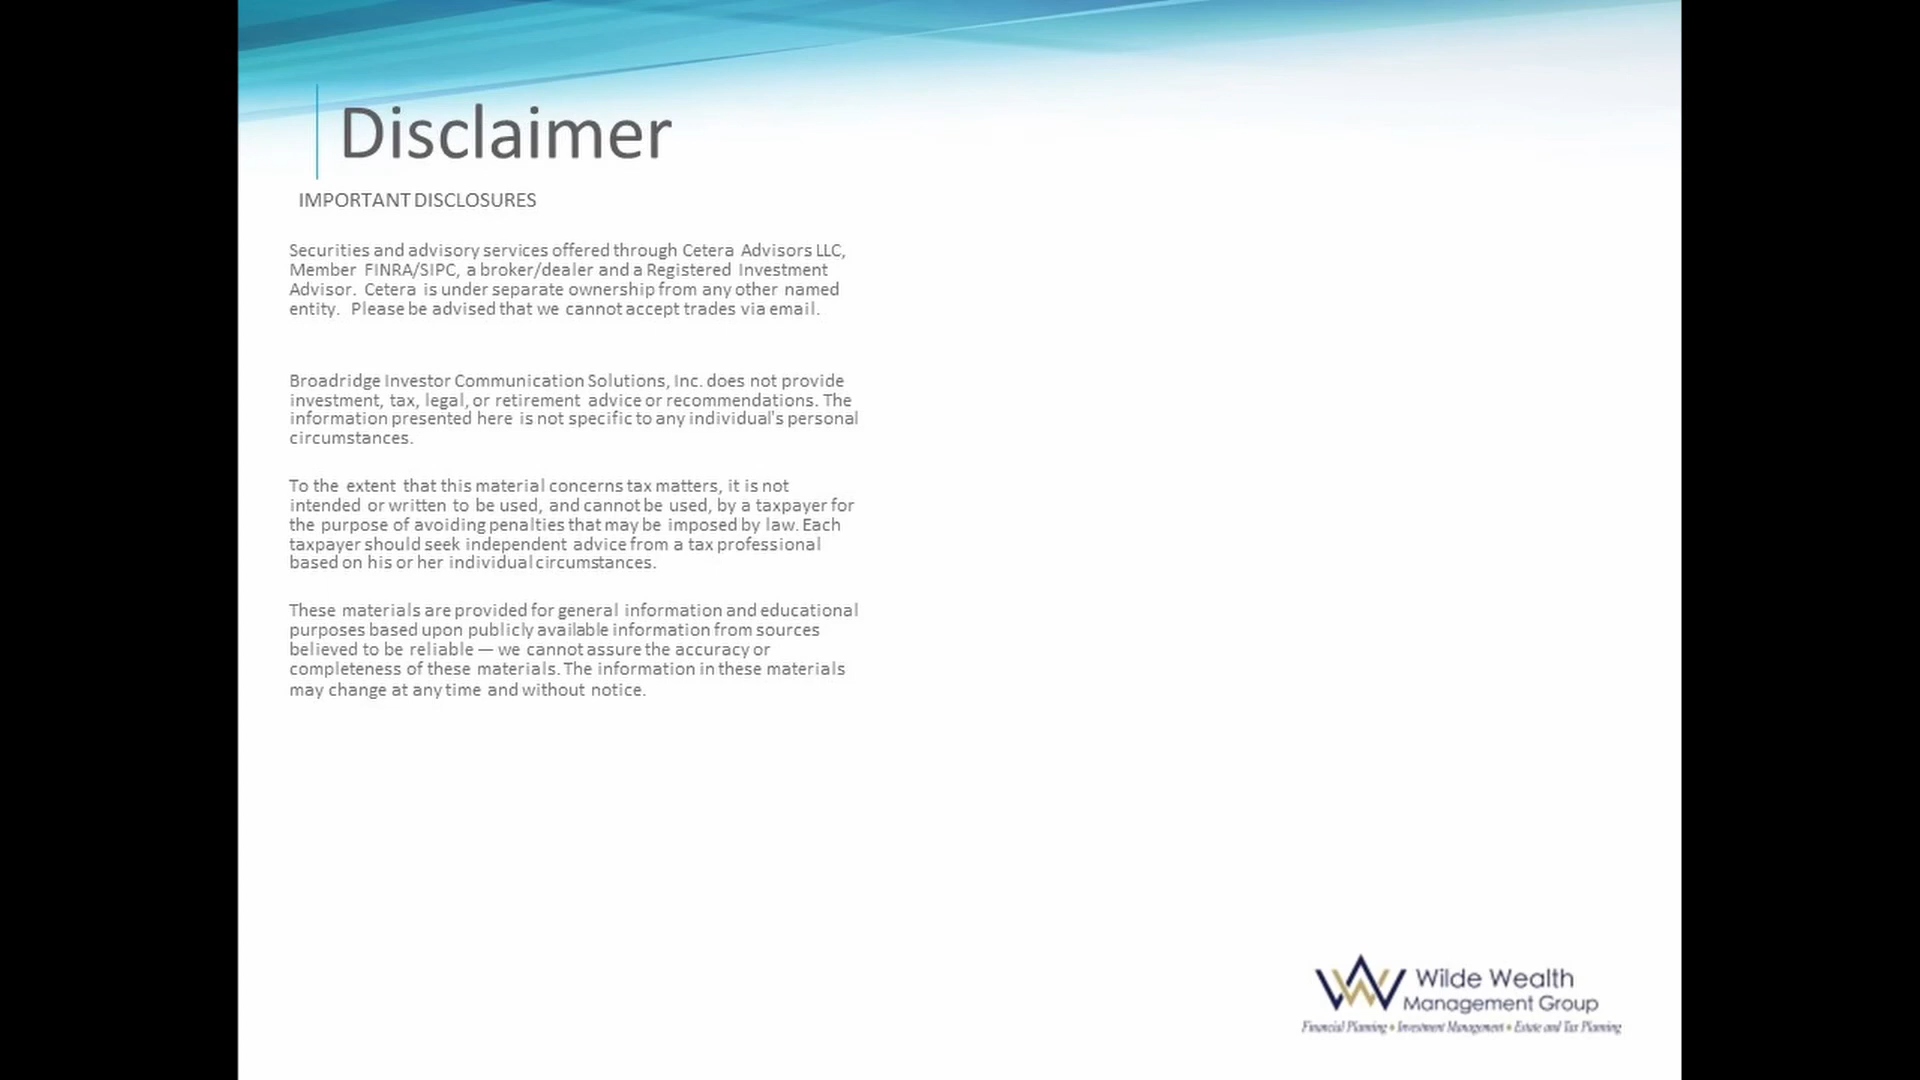 Disclaimer
IMPORTANT DISCLOSURES
Securities and advisory services offered through Cetera Advisors LLC,
Member FINRA/SIPC, a broker/dealer and a Registered Investment
Advisor. Cetera is under separate ownership from any other named
entity. Please be advised that we cannot accept trades via email.
Broadridge Investor Communication Solutions, Inc. does not provide
investment, tax, legal, or retirement advice or recommendations. The
information presented here is not specific to any individual's personal
circumstances.
To the extent that this material concerns tax matters, it is not
intended or written to be used, and cannot be used, by a taxpayer for
the purpose of avoiding penalties that may be imposed by law. Each
taxpayer should seek independent advice from a tax professional
based on his or her individual circumstances.
These materials are provided for general information and educational
purposes based upon publicly available information from sources
believed to be reliable — we cannot assure the accuracy or
completeness of these materials. The information in these materials
may change at any time and without notice.
Wilde Wealth
Management Group
Financial Planning • Investment Management • Estate and Tax Planning